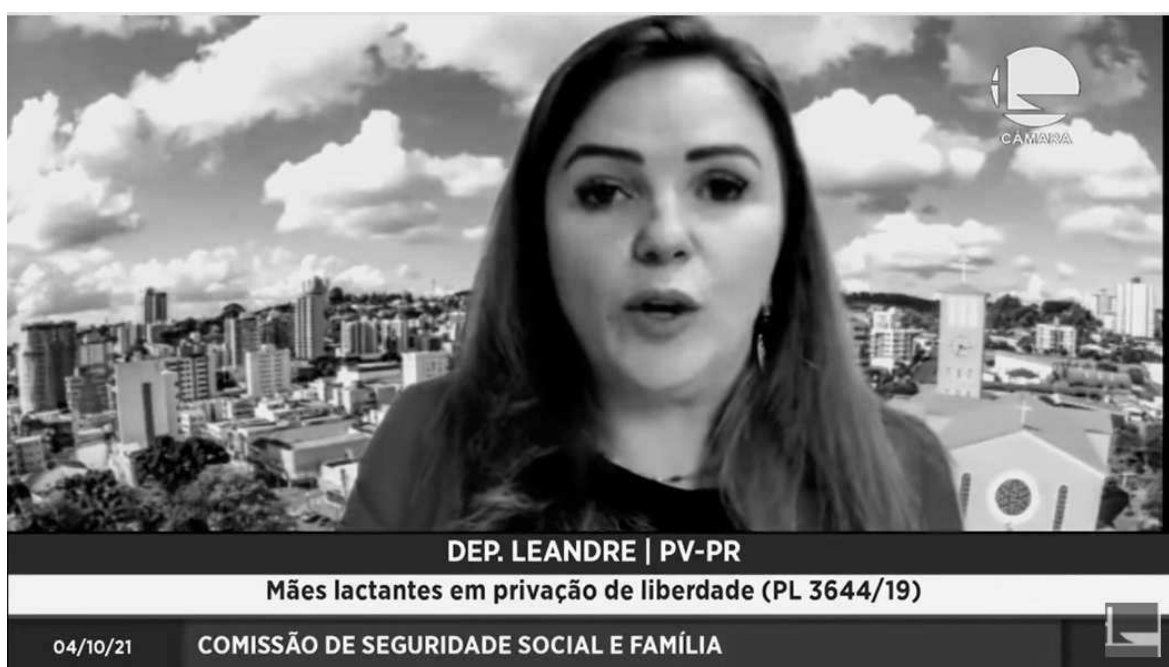 CÂMARA
DEP. LEANDRE | PV-PR
Mães lactantes em privação de liberdade (PL 3644/19)
04/10/21 COMISSÃO DE SEGURIDADE SOCIAL E FAMÍLIA